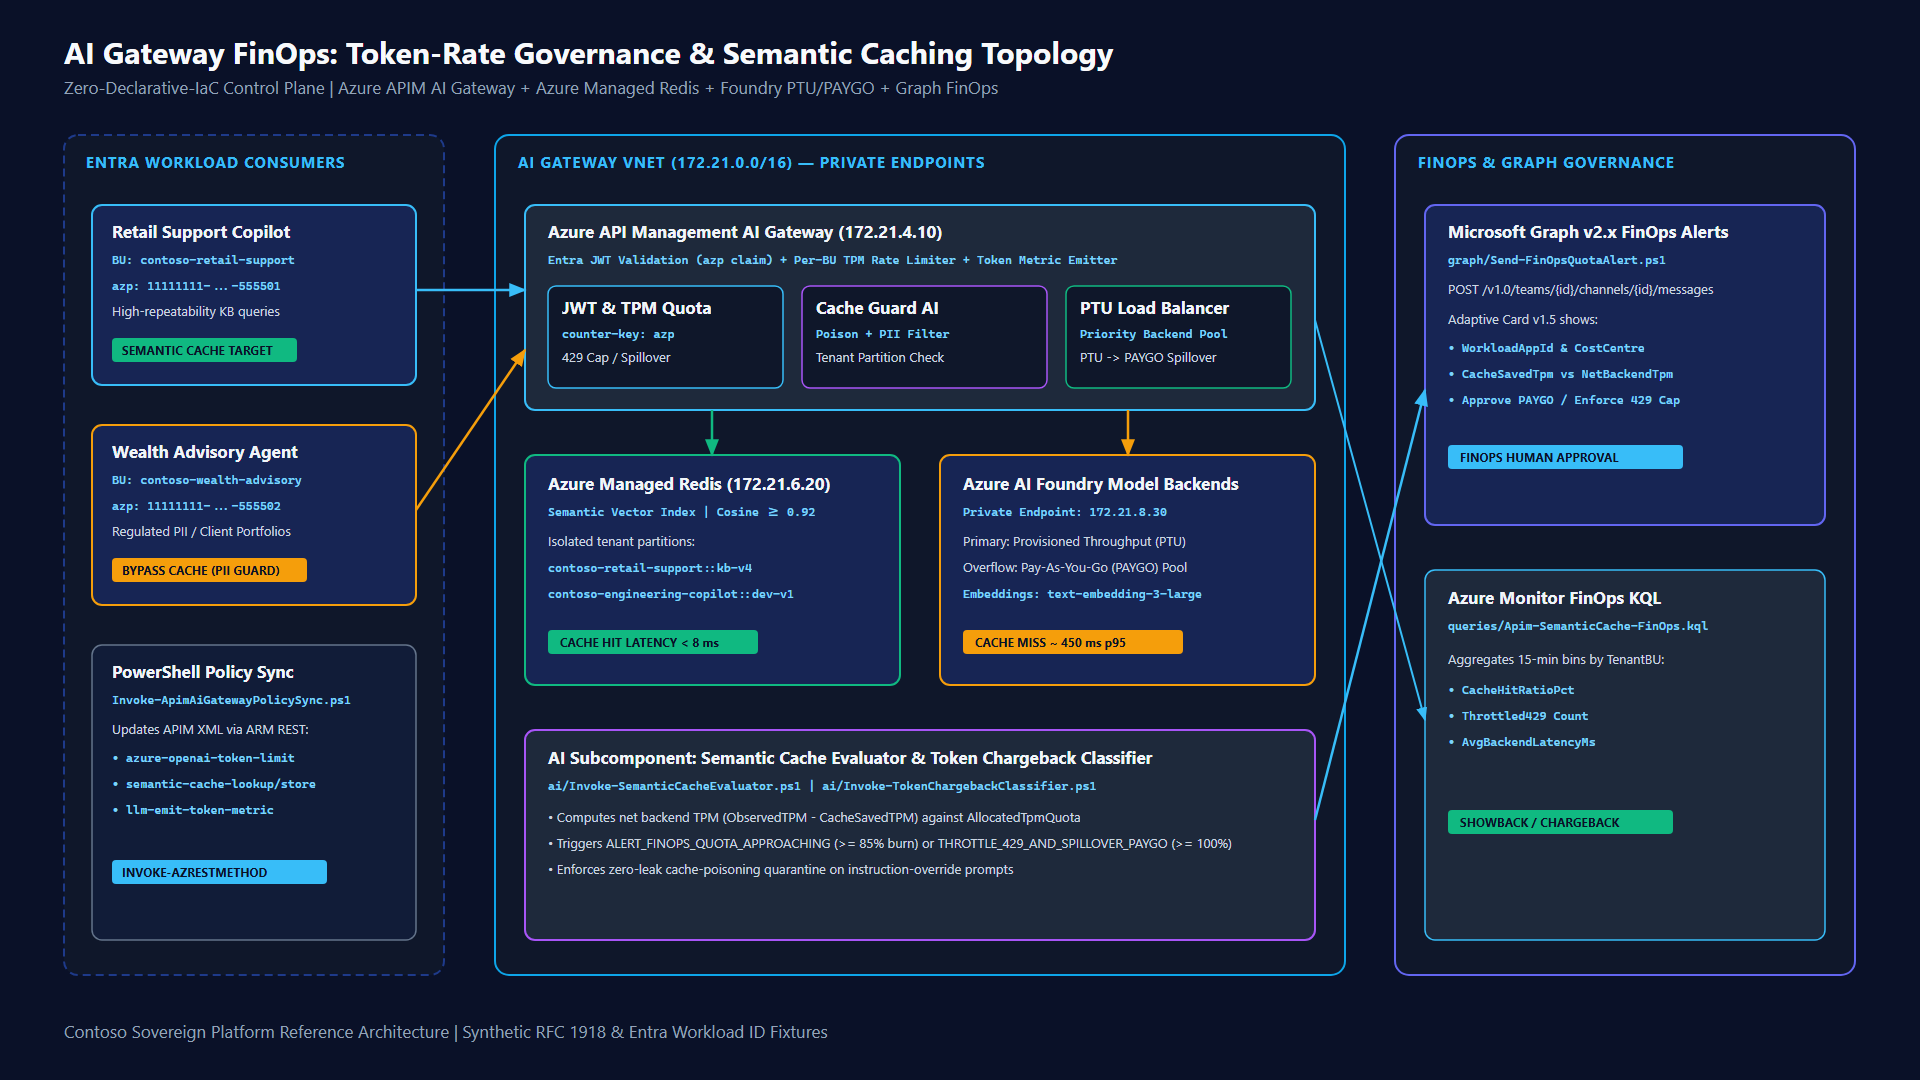 AI Gateway FinOps: Token-Rate Governance & Semantic Caching Topology
Zero-Declarative-IaC Control Plane | Azure APIM AI Gateway + Azure Managed Redis + Foundry PTU/PAYGO + Graph FinOps
ENTRA WORKLOAD CONSUMERS
Retail Support Copilot
BU: contoso-retail-support
azp: 11111111-...-555501
High-repeatability KB queries
SEMANTIC CACHE TARGET
Wealth Advisory Agent
BU: contoso-wealth-advisory
azp: 11111111-...-555502
Regulated PII / Client Portfolios
BYPASS CACHE (PII GUARD)
PowerShell Policy Sync
Invoke-ApimAiGatewayPolicySync.ps1
Updates APIM XML via ARM REST:
• azure-openai-token-limit
• semantic-cache-lookup/store
• llm-emit-token-metric
INVOKE-AZRESTMETHOD
AI GATEWAY VNET (172.21.0.0/16) — PRIVATE ENDPOINTS
Azure API Management AI Gateway (172.21.4.10)
Entra JWT Validation (azp claim) + Per-BU TPM Rate Limiter + Token Metric Emitter
JWT & TPM Quota
counter-key: azp
429 Cap / Spillover
Cache Guard AI
Poison + PII Filter
Tenant Partition Check
PTU Load Balancer
Priority Backend Pool
PTU -> PAYGO Spillover
Azure Managed Redis (172.21.6.20)
Semantic Vector Index | Cosine ≥ 0.92
Isolated tenant partitions:
contoso-retail-support::kb-v4
contoso-engineering-copilot::dev-v1
CACHE HIT LATENCY < 8 ms
Azure AI Foundry Model Backends
Private Endpoint: 172.21.8.30
Primary: Provisioned Throughput (PTU)
Overflow: Pay-As-You-Go (PAYGO) Pool
Embeddings: text-embedding-3-large
CACHE MISS ~ 450 ms p95
AI Subcomponent: Semantic Cache Evaluator & Token Chargeback Classifier
ai/Invoke-SemanticCacheEvaluator.ps1 | ai/Invoke-TokenChargebackClassifier.ps1
• Computes net backend TPM (ObservedTPM - CacheSavedTPM) against AllocatedTpmQuota
• Triggers ALERT_FINOPS_QUOTA_APPROACHING (>= 85% burn) or THROTTLE_429_AND_SPILLOVER_PAYGO (>= 100%)
• Enforces zero-leak cache-poisoning quarantine on instruction-override prompts
FINOPS & GRAPH GOVERNANCE
Microsoft Graph v2.x FinOps Alerts
graph/Send-FinOpsQuotaAlert.ps1
POST /v1.0/teams/{id}/channels/{id}/messages
Adaptive Card v1.5 shows:
• WorkloadAppId & CostCentre
• CacheSavedTpm vs NetBackendTpm
• Approve PAYGO / Enforce 429 Cap
FINOPS HUMAN APPROVAL
Azure Monitor FinOps KQL
queries/Apim-SemanticCache-FinOps.kql
Aggregates 15-min bins by TenantBU:
• CacheHitRatioPct
• Throttled429 Count
• AvgBackendLatencyMs
SHOWBACK / CHARGEBACK
Contoso Sovereign Platform Reference Architecture | Synthetic RFC 1918 & Entra Workload ID Fixtures